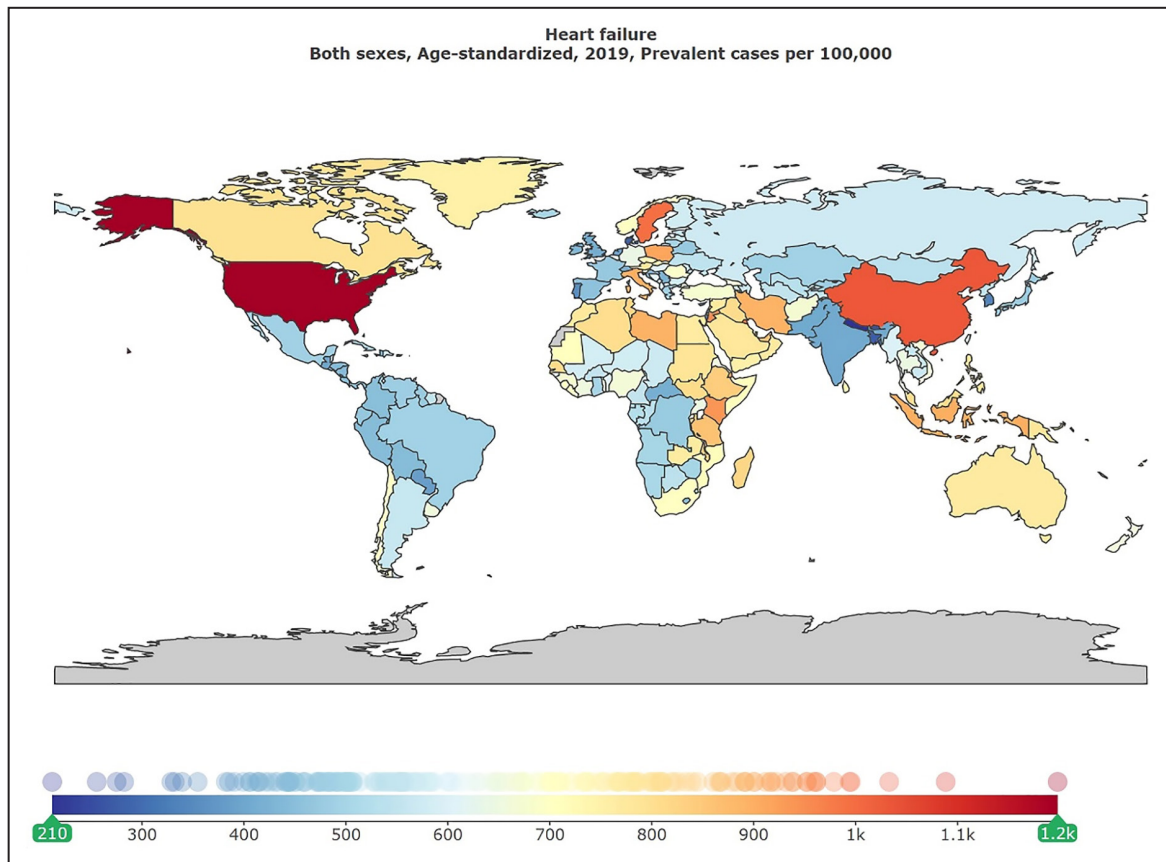 Heart failure
Both sexes, Age-standardized, 2019, Prevalent cases per 100,000
210 300 400 500 600 700 800 900 1k 1.1k 1.2k